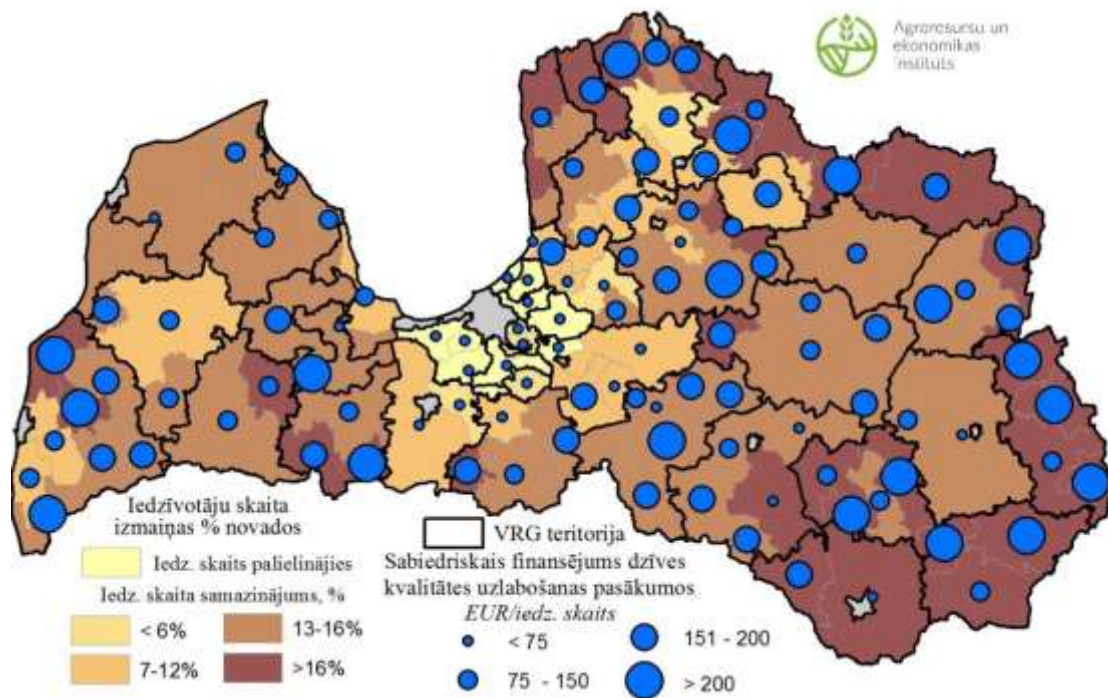 Agroresursu un
ekonomikas
institūts
Iedzīvotāju skaita
izmaiņas % novados
Iedz. skaits palielinājies
Iedz. skaita samazinājums, %
< 6%
7-12%
13-16%
>16%
VRG teritorija
Sabiedriskais finansējums dzīves
kvalitātes uzlabošanas pasākumos
EUR/iedz. skaits
< 75
75 - 150
151 - 200
> 200